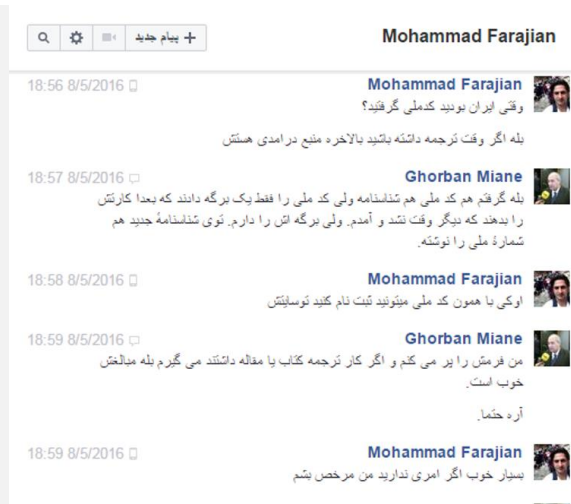 Mohammad Farajian
+ پیام جدید
Mohammad Farajian
18:56 8/5/2016
وقتی ایران بودید کدملی گرفتید؟
بله اگر وقت ترجمه داشته باشید بالاخره منبع درامدی هستش
Ghorban Miane
18:57 8/5/2016
بله گرفتم هم کد ملی هم شناسنامه ولی کد ملی را فقط یک برگه دادند که بعدا کارتش
را بدهند که دیگر وقت نشد و آمدم. ولی برگه اش را دارم. توی شناسنامهٔ جدید هم
شمارهٔ ملی را نوشته.
Mohammad Farajian
18:58 8/5/2016
اوکی با همون کد ملی میتونید ثبت نام کنید توسایتش
Ghorban Miane
18:59 8/5/2016
من فرمش را پر می کنم و اگر کار ترجمه کتاب یا مقاله داشتند می گیرم بله مبالغش
خوب است.
آره حتما.
Mohammad Farajian
18:59 8/5/2016
بسیار خوب اگر امری ندارید من مرخص بشم